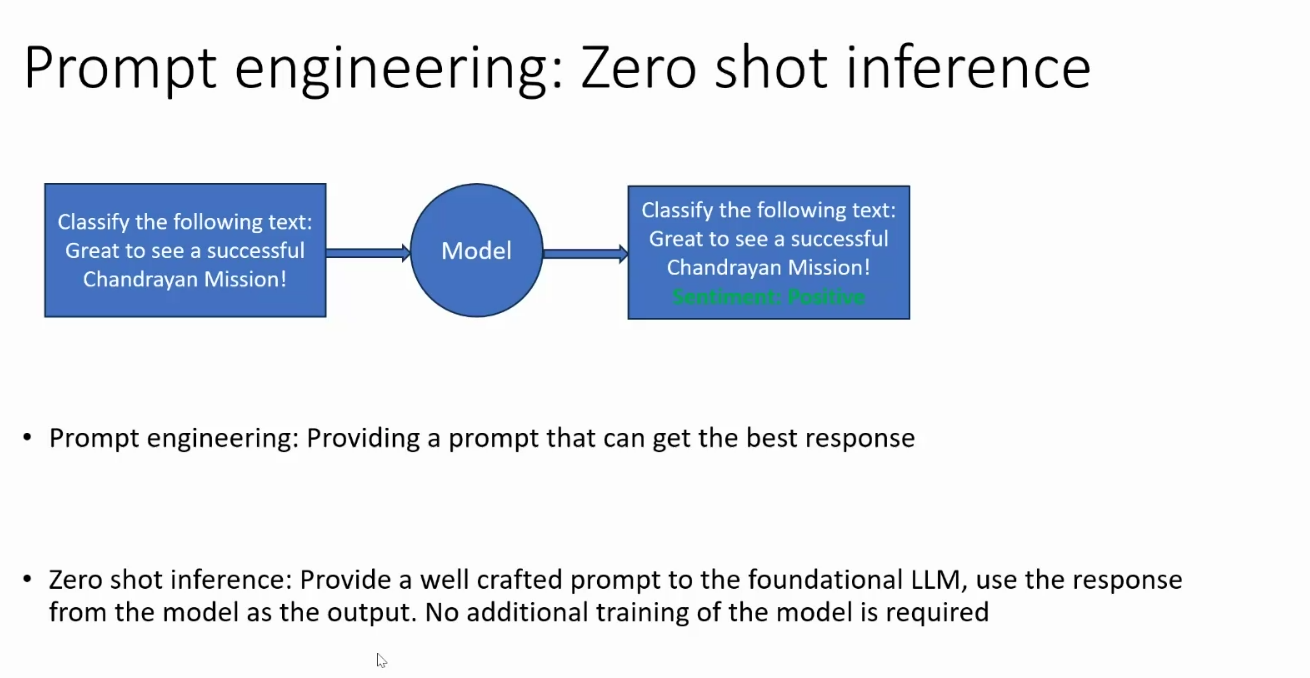 Prompt engineering: Zero shot inference
Classify the following text:
Great to see a successful
Chandrayan Mission!
Model
Classify the following text:
Great to see a successful
Chandrayan Mission!
Sentiment: Positive
• Prompt engineering: Providing a prompt that can get the best response
• Zero shot inference: Provide a well crafted prompt to the foundational LLM, use the response
from the model as the output. No additional training of the model is required